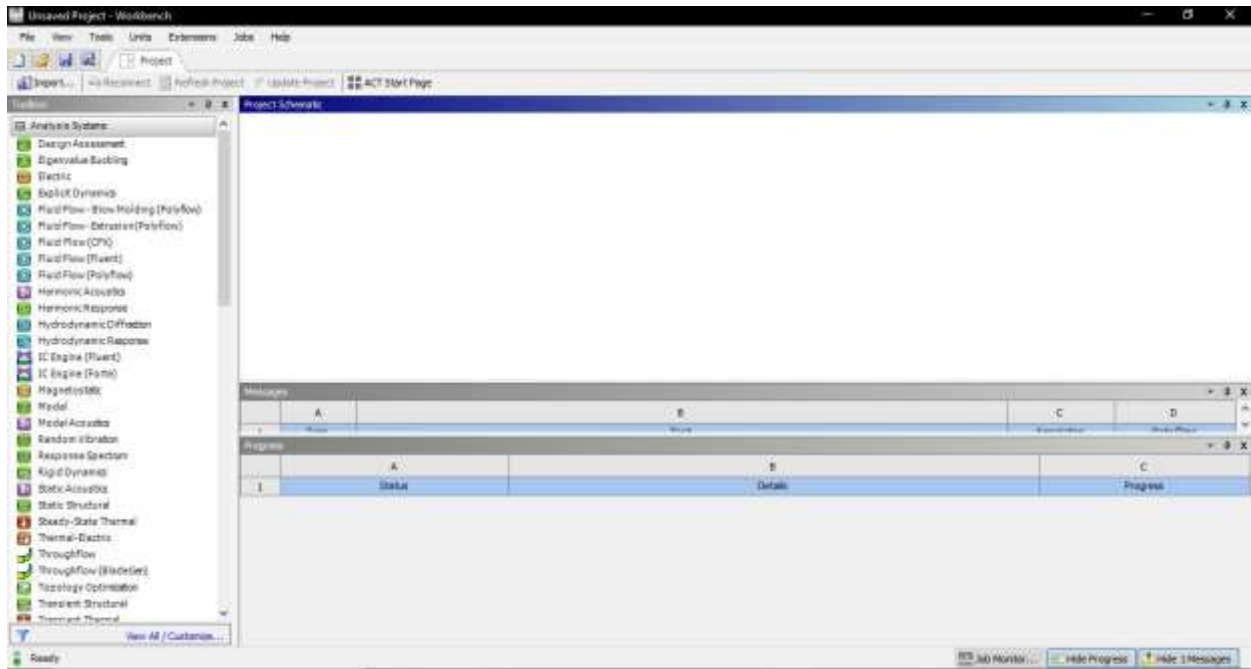 Unsaved Project - Workbench
File View Tools Units Extensions Jobs Help
Project
Import... Reconnect Refresh Project Update Project ACT Start Page
Toolbox
Project Schematic
Analysis Systems
Design Assessment
Eigenvalue Buckling
Electric
Explicit Dynamics
Fluid Flow - Blow Molding (Polyflow)
Fluid Flow - Extrusion (Polyflow)
Fluid Flow (CFX)
Fluid Flow (Fluent)
Fluid Flow (Polyflow)
Harmonic Acoustics
Harmonic Response
Hydrodynamic Diffraction
Hydrodynamic Response
IC Engine (Fluent)
IC Engine (Forte)
Magnetostatic
Modal
Modal Acoustics
Random Vibration
Response Spectrum
Rigid Dynamics
Static Acoustics
Static Structural
Steady-State Thermal
Thermal-Electric
Throughflow
Throughflow (BladeGen)
Topology Optimization
Transient Structural
Transient Thermal
View All / Customize...
Messages
A B C D
Progress
A B C
1 Status Details Progress
Ready
Job Monitor... Hide Progress Hide 1 Messages